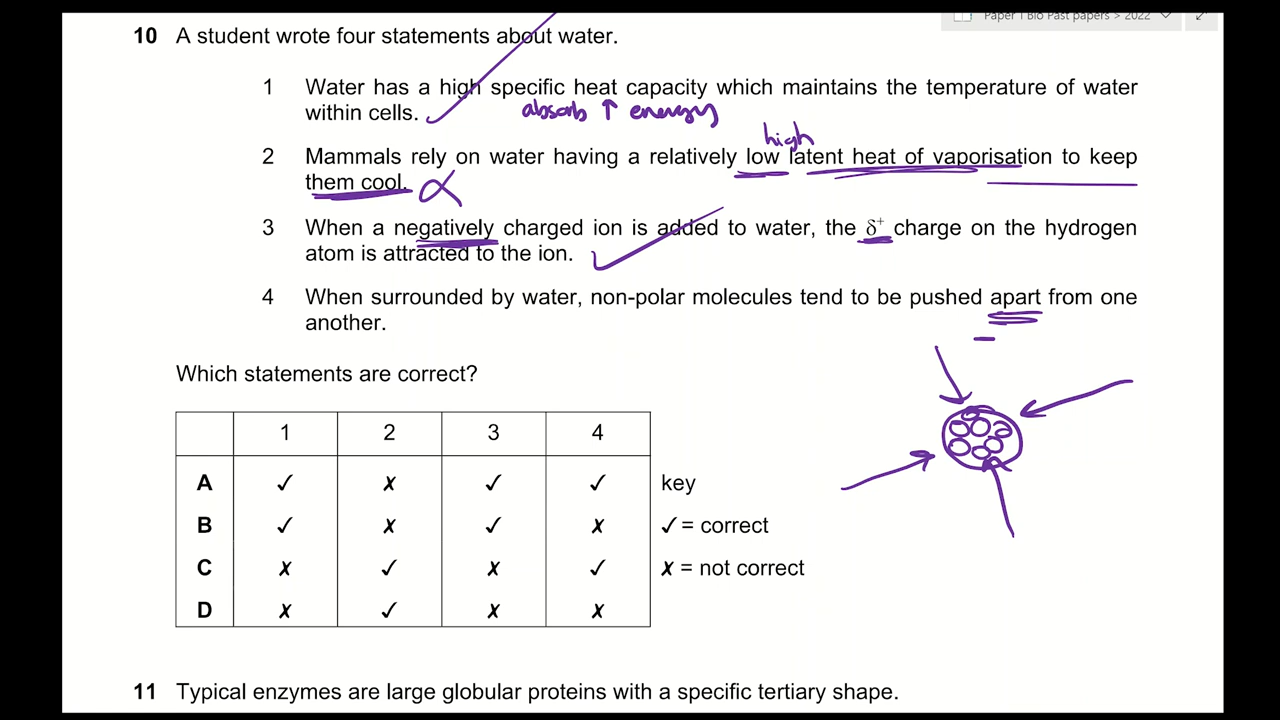 Paper 1 Bio Past papers > 2022
10 A student wrote four statements about water.
1 Water has a high specific heat capacity which maintains the temperature of water
within cells.
absorb ↑ energy
high
2 Mammals rely on water having a relatively low latent heat of vaporisation to keep
them cool.
3 When a negatively charged ion is added to water, the δ+ charge on the hydrogen
atom is attracted to the ion.
4 When surrounded by water, non-polar molecules tend to be pushed apart from one
another.
Which statements are correct?
1 2 3 4
A ✓ ✗ ✓ ✓ key
B ✓ ✗ ✓ ✗ ✓ = correct
C ✗ ✓ ✗ ✓ ✗ = not correct
D ✗ ✓ ✗ ✗
11 Typical enzymes are large globular proteins with a specific tertiary shape.